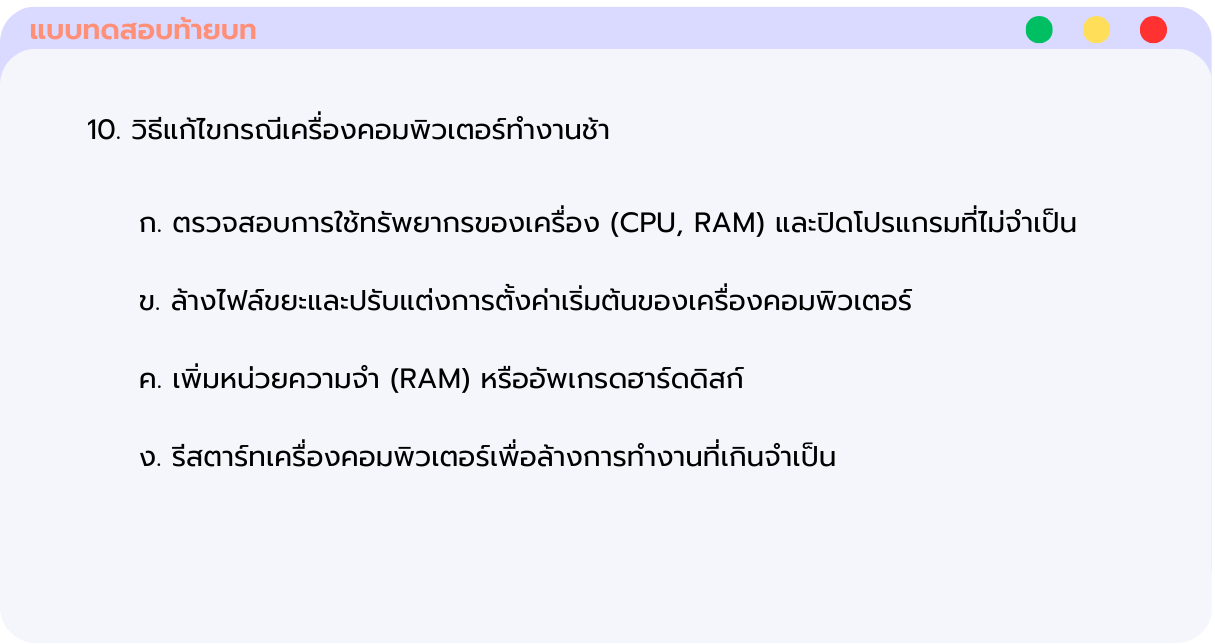 แบบทดสอบท้ายบท
10. วิธีแก้ไขกรณีเครื่องคอมพิวเตอร์ทำงานช้า
ก. ตรวจสอบการใช้ทรัพยากรของเครื่อง (CPU, RAM) และปิดโปรแกรมที่ไม่จำเป็น
ข. ล้างไฟล์ขยะและปรับแต่งการตั้งค่าเริ่มต้นของเครื่องคอมพิวเตอร์
ค. เพิ่มหน่วยความจำ (RAM) หรืออัพเกรดฮาร์ดดิสก์
ง. รีสตาร์ทเครื่องคอมพิวเตอร์เพื่อล้างการทำงานที่เกินจำเป็น